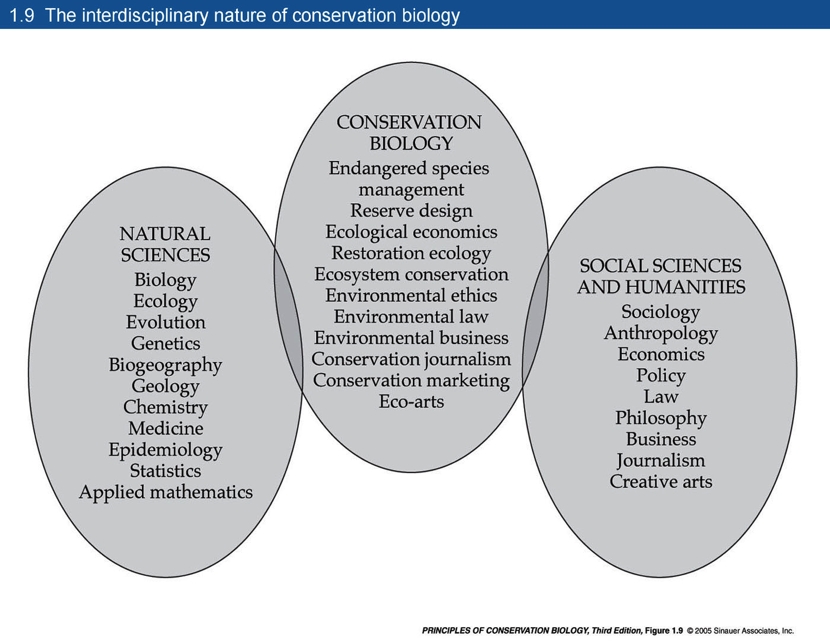 1.9 The interdisciplinary nature of conservation biology
CONSERVATION
BIOLOGY
Endangered species
management
Reserve design
Ecological economics
Restoration ecology
Ecosystem conservation
Environmental ethics
Environmental law
Environmental business
Conservation journalism
Conservation marketing
Eco-arts
NATURAL
SCIENCES
Biology
Ecology
Evolution
Genetics
Biogeography
Geology
Chemistry
Medicine
Epidemiology
Statistics
Applied mathematics
SOCIAL SCIENCES
AND HUMANITIES
Sociology
Anthropology
Economics
Policy
Law
Philosophy
Business
Journalism
Creative arts
PRINCIPLES OF CONSERVATION BIOLOGY, Third Edition, Figure 1.9 © 2005 Sinauer Associates, Inc.